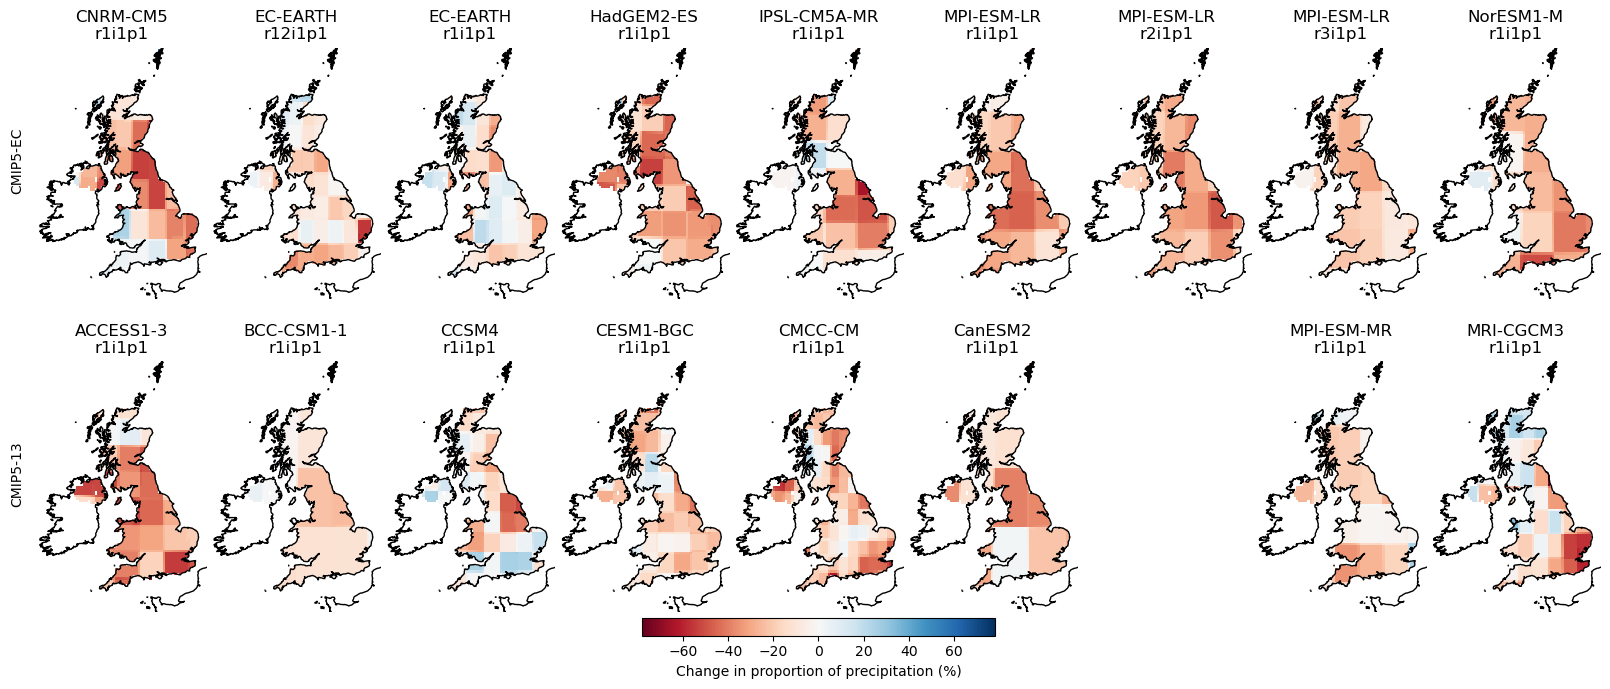 CNRM-CM5
r1i1p1
EC-EARTH
r12i1p1
EC-EARTH
r1i1p1
HadGEM2-ES
r1i1p1
IPSL-CM5A-MR
r1i1p1
MPI-ESM-LR
r1i1p1
MPI-ESM-LR
r2i1p1
MPI-ESM-LR
r3i1p1
NorESM1-M
r1i1p1
CMIP5-EC
ACCESS1-3
r1i1p1
BCC-CSM1-1
r1i1p1
CCSM4
r1i1p1
CESM1-BGC
r1i1p1
CMCC-CM
r1i1p1
CanESM2
r1i1p1
MPI-ESM-MR
r1i1p1
MRI-CGCM3
r1i1p1
CMIP5-13
−60 −40 −20 0 20 40 60
Change in proportion of precipitation (%)